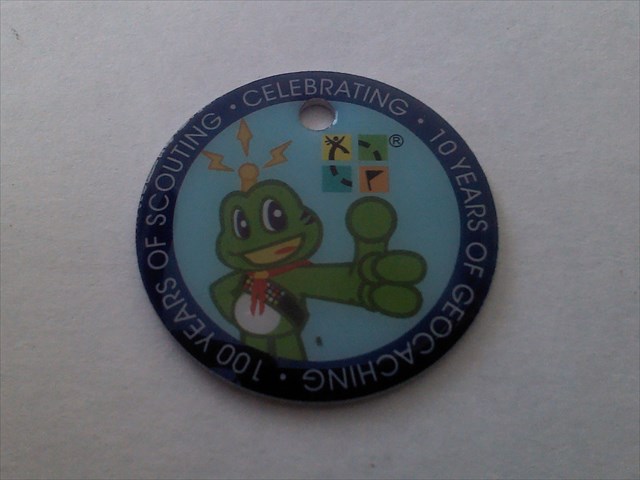 CELEBRATING • 10 YEARS OF GEOCACHING • 100 YEARS OF SCOUTING •
®